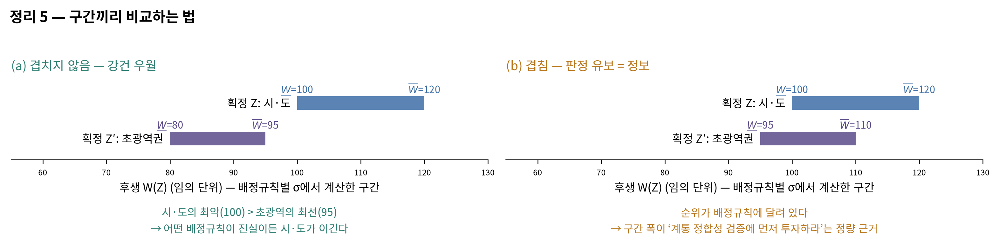 정리 5 — 구간끼리 비교하는 법
(a) 겹치지 않음 — 강건 우월
W=100
W=120
획정 Z: 시·도
W=80
W=95
획정 Z′: 초광역권
60 70 80 90 100 110 120 130
후생 W(Z) (임의 단위) — 배정규칙별 σ에서 계산한 구간
시·도의 최악(100) > 초광역의 최선(95)
→ 어떤 배정규칙이 진실이든 시·도가 이긴다
(b) 겹침 — 판정 유보 = 정보
W=100
W=120
획정 Z: 시·도
W=95
W=110
획정 Z′: 초광역권
60 70 80 90 100 110 120 130
후생 W(Z) (임의 단위) — 배정규칙별 σ에서 계산한 구간
순위가 배정규칙에 달려 있다
→ 구간 폭이 ‘계통 정합성 검증에 먼저 투자하라’는 정량 근거